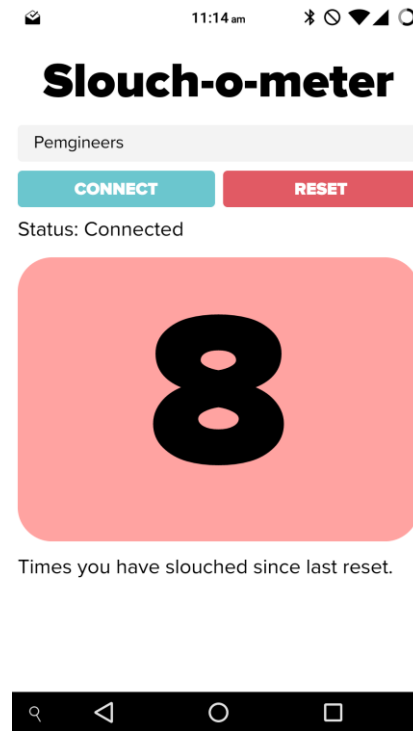 11:14 am
Slouch-o-meter
Pemgineers
CONNECT RESET
Status: Connected
8
Times you have slouched since last reset.